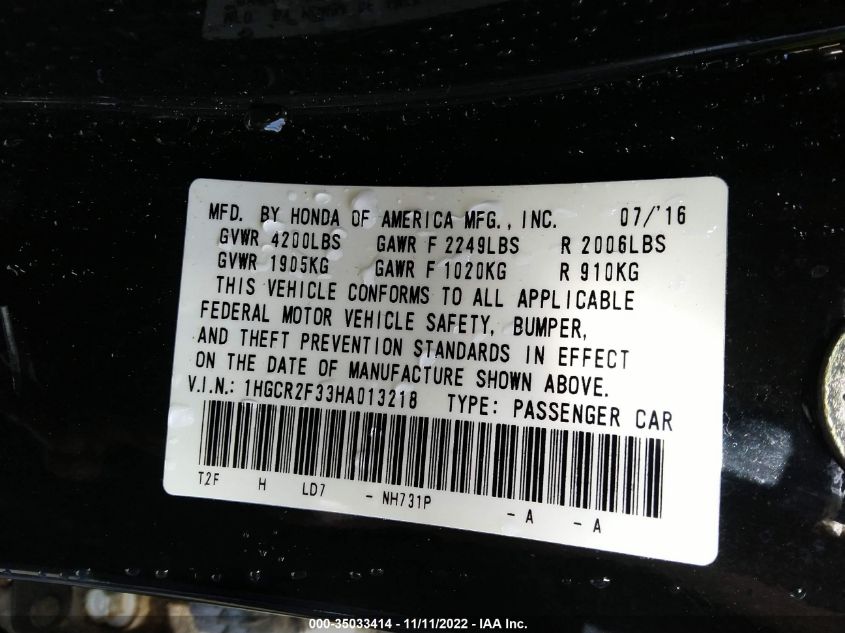 MFD. BY HONDA OF AMERICA MFG., INC. 07/'16
GVWR 4200LBS GAWR F 2249LBS R 2006LBS
GVWR 1905KG GAWR F 1020KG R 910KG
THIS VEHICLE CONFORMS TO ALL APPLICABLE
FEDERAL MOTOR VEHICLE SAFETY, BUMPER,
AND THEFT PREVENTION STANDARDS IN EFFECT
ON THE DATE OF MANUFACTURE SHOWN ABOVE.
V.I.N.: 1HGCR2F33HA013218 TYPE: PASSENGER CAR
T2F H LD7 - NH731P - A - A
000-35033414 - 11/11/2022 - IAA Inc.